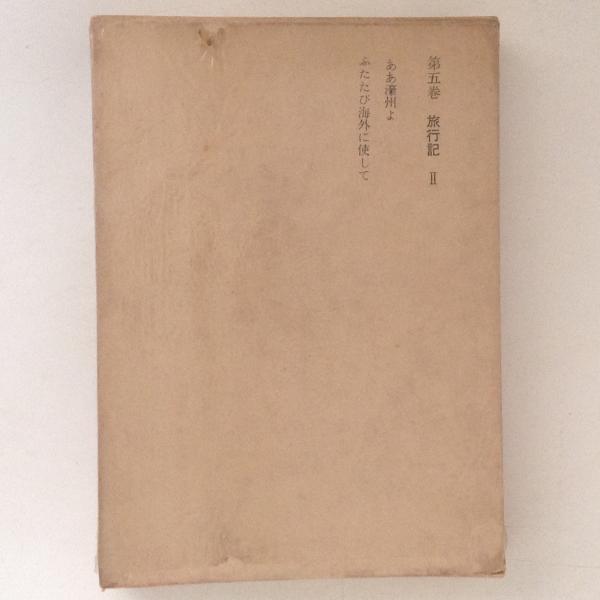 第五巻 旅行記 Ⅱ
ああ濠州よ
ふたたび海外に使して